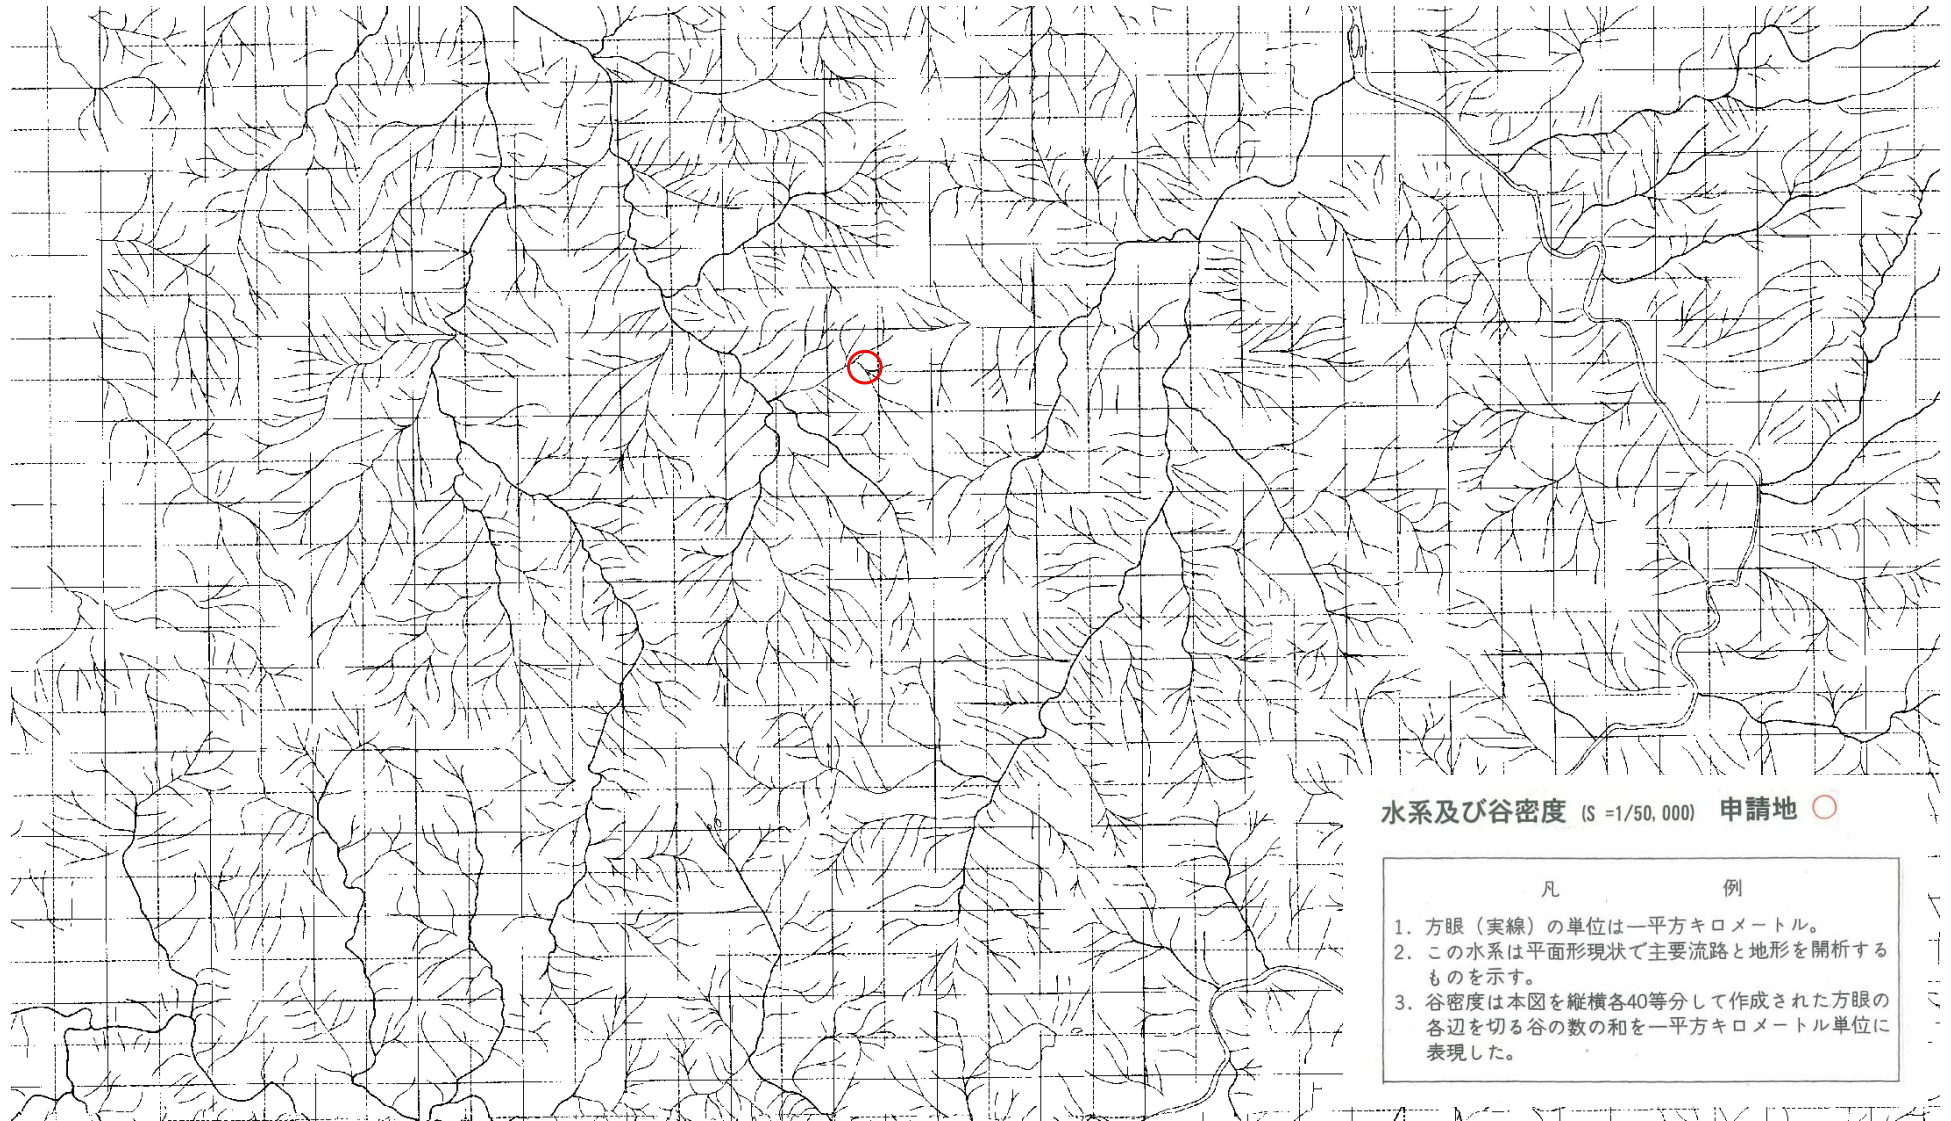 水系及び谷密度 (S =1/50,000) 申請地 ○
凡 例
1. 方眼（実線）の単位は一平方キロメートル。
2. この水系は平面形現状で主要流路と地形を開析する
ものを示す。
3. 谷密度は本図を縦横各40等分して作成された方眼の
各辺を切る谷の数の和を一平方キロメートル単位に
表現した。